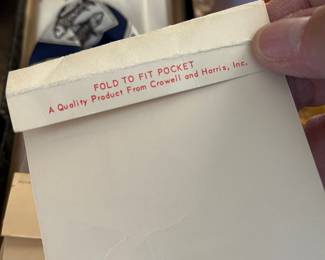 FOLD TO FIT POCKET
A Quality Product From Crowell and Harris, Inc.